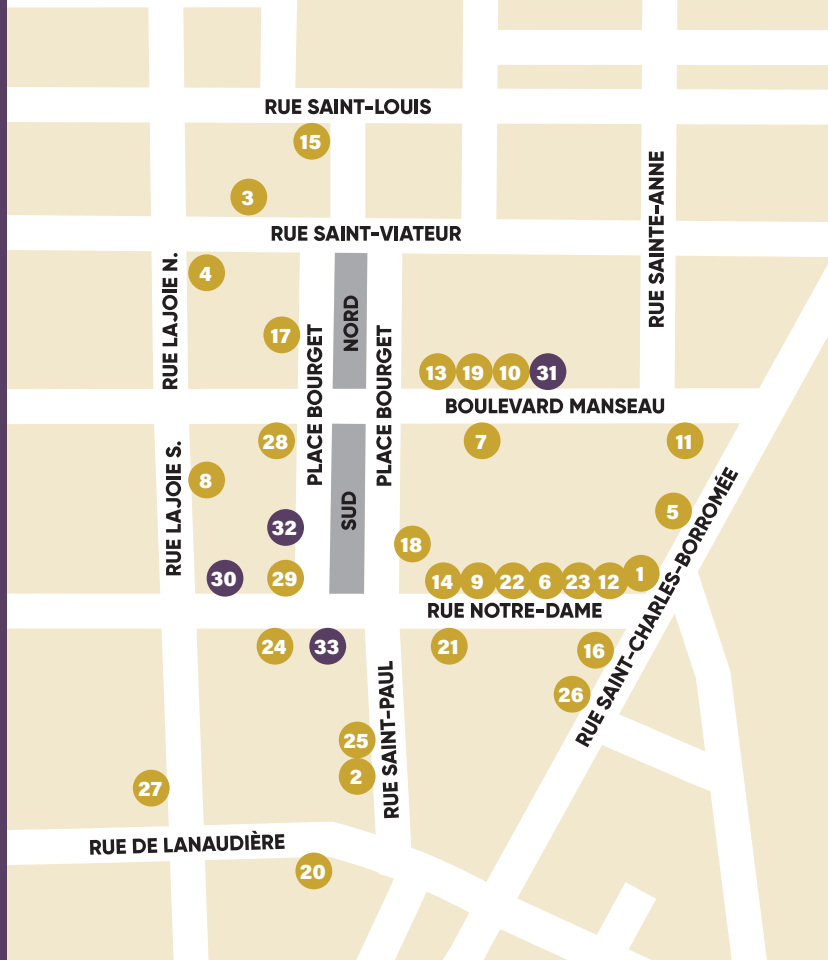 RUE SAINT-LOUIS
15
3
RUE SAINT-VIATEUR
RUE SAINTE-ANNE
4
RUE LAJOIE N.
17
NORD
PLACE BOURGET
PLACE BOURGET
13 19 10 31
BOULEVARD MANSEAU
28
7
11
RUE LAJOIE S.
8
SUD
5
32
18
RUE SAINT-CHARLES-BORROMÉE
30
29
14 9 22 6 23 12 1
RUE NOTRE-DAME
24
33
21
16
26
RUE SAINT-PAUL
25
2
27
RUE DE LANAUDIÈRE
20